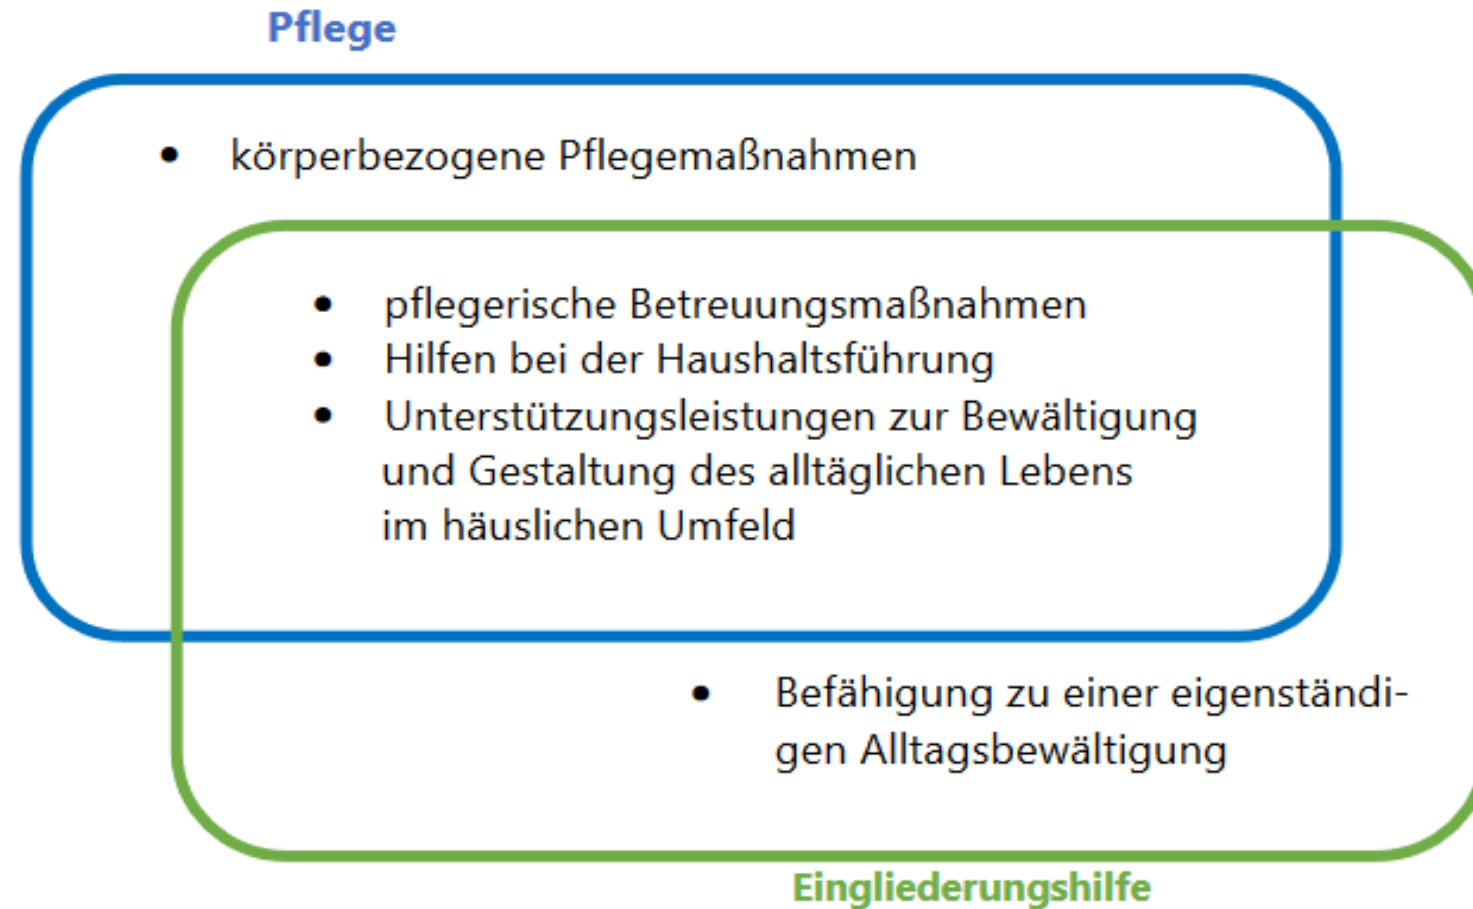 Pflege
• körperbezogene Pflegemaßnahmen
• pflegerische Betreuungsmaßnahmen
• Hilfen bei der Haushaltsführung
• Unterstützungsleistungen zur Bewältigung
und Gestaltung des alltäglichen Lebens
im häuslichen Umfeld
• Befähigung zu einer eigenständi-
gen Alltagsbewältigung
Eingliederungshilfe